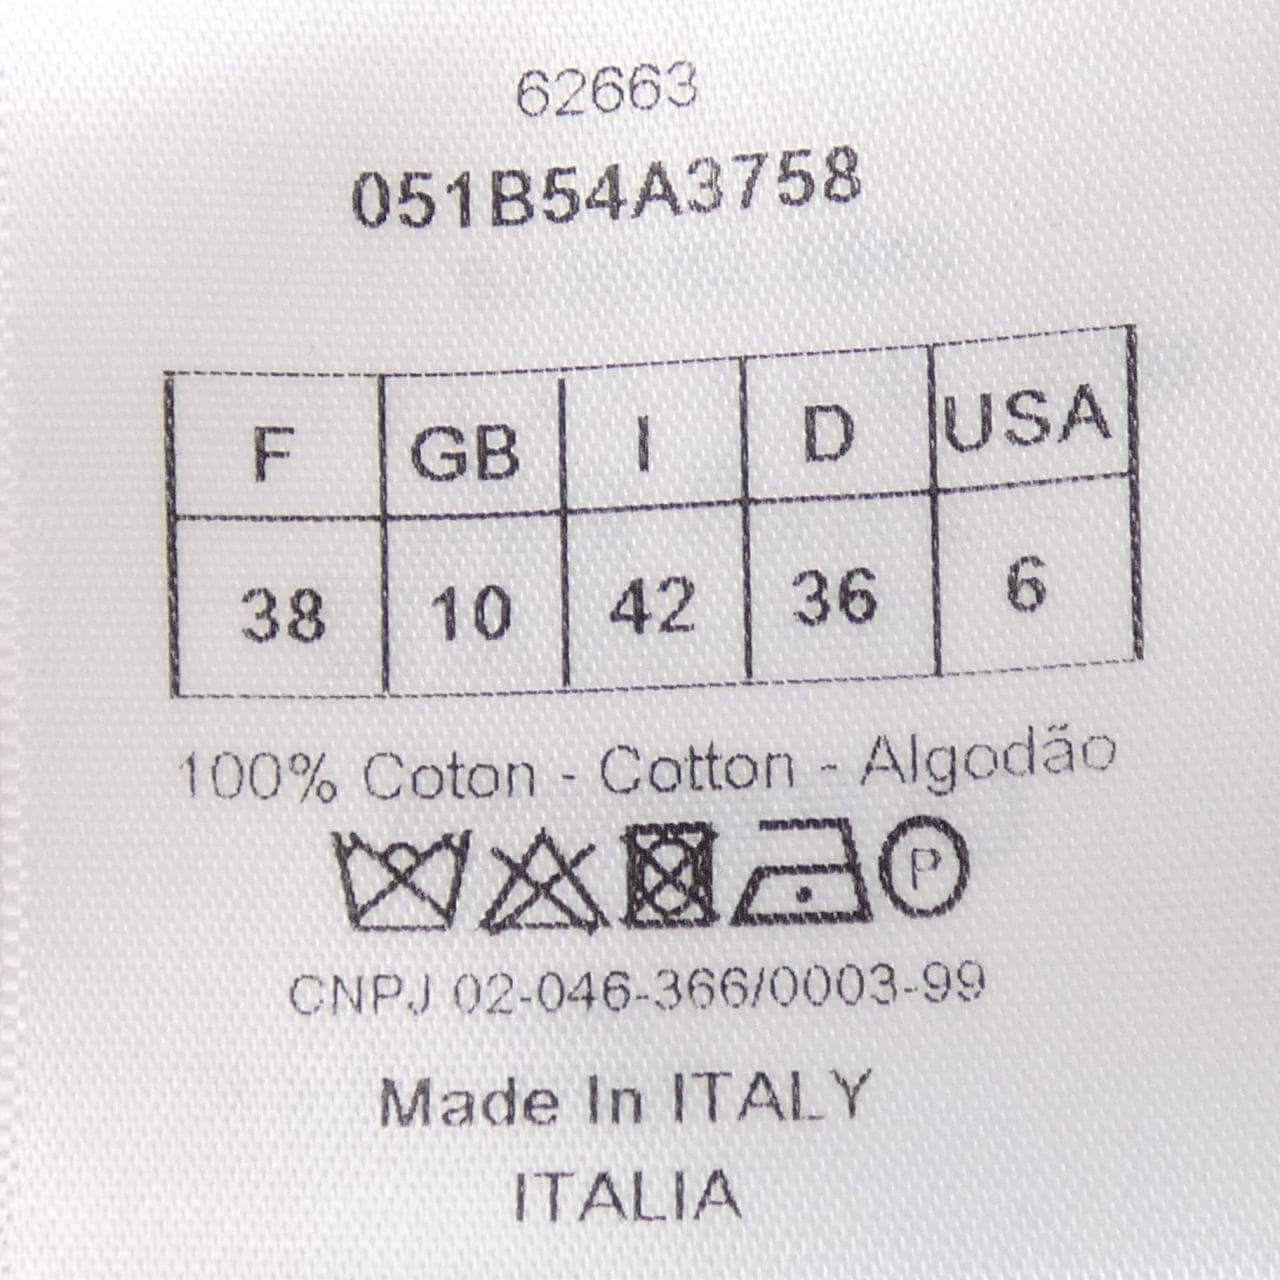 62663
051B54A3758
F GB I D USA
38 10 42 36 6
100% Coton - Cotton - Algodão
P
CNPJ 02-046-366/0003-99
Made In ITALY
ITALIA